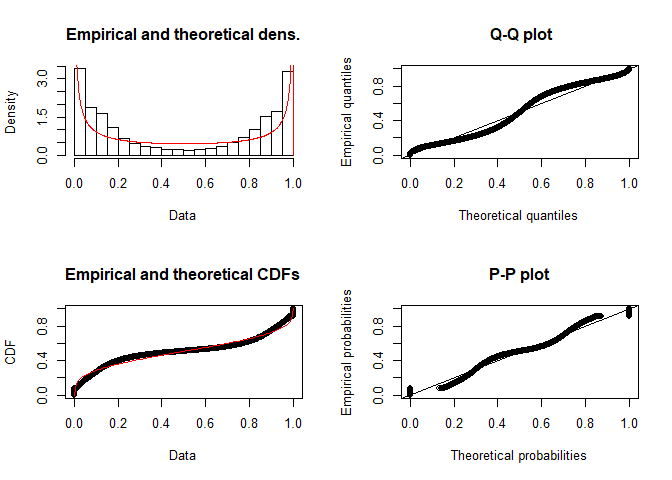 Empirical and theoretical dens.
Density
0.0 1.5 3.0
0.0 0.2 0.4 0.6 0.8 1.0
Data
Q-Q plot
Empirical quantiles
0.0 0.4 0.8
0.0 0.2 0.4 0.6 0.8 1.0
Theoretical quantiles
Empirical and theoretical CDFs
CDF
0.0 0.4 0.8
0.0 0.2 0.4 0.6 0.8 1.0
Data
P-P plot
Empirical probabilities
0.0 0.4 0.8
0.0 0.2 0.4 0.6 0.8 1.0
Theoretical probabilities